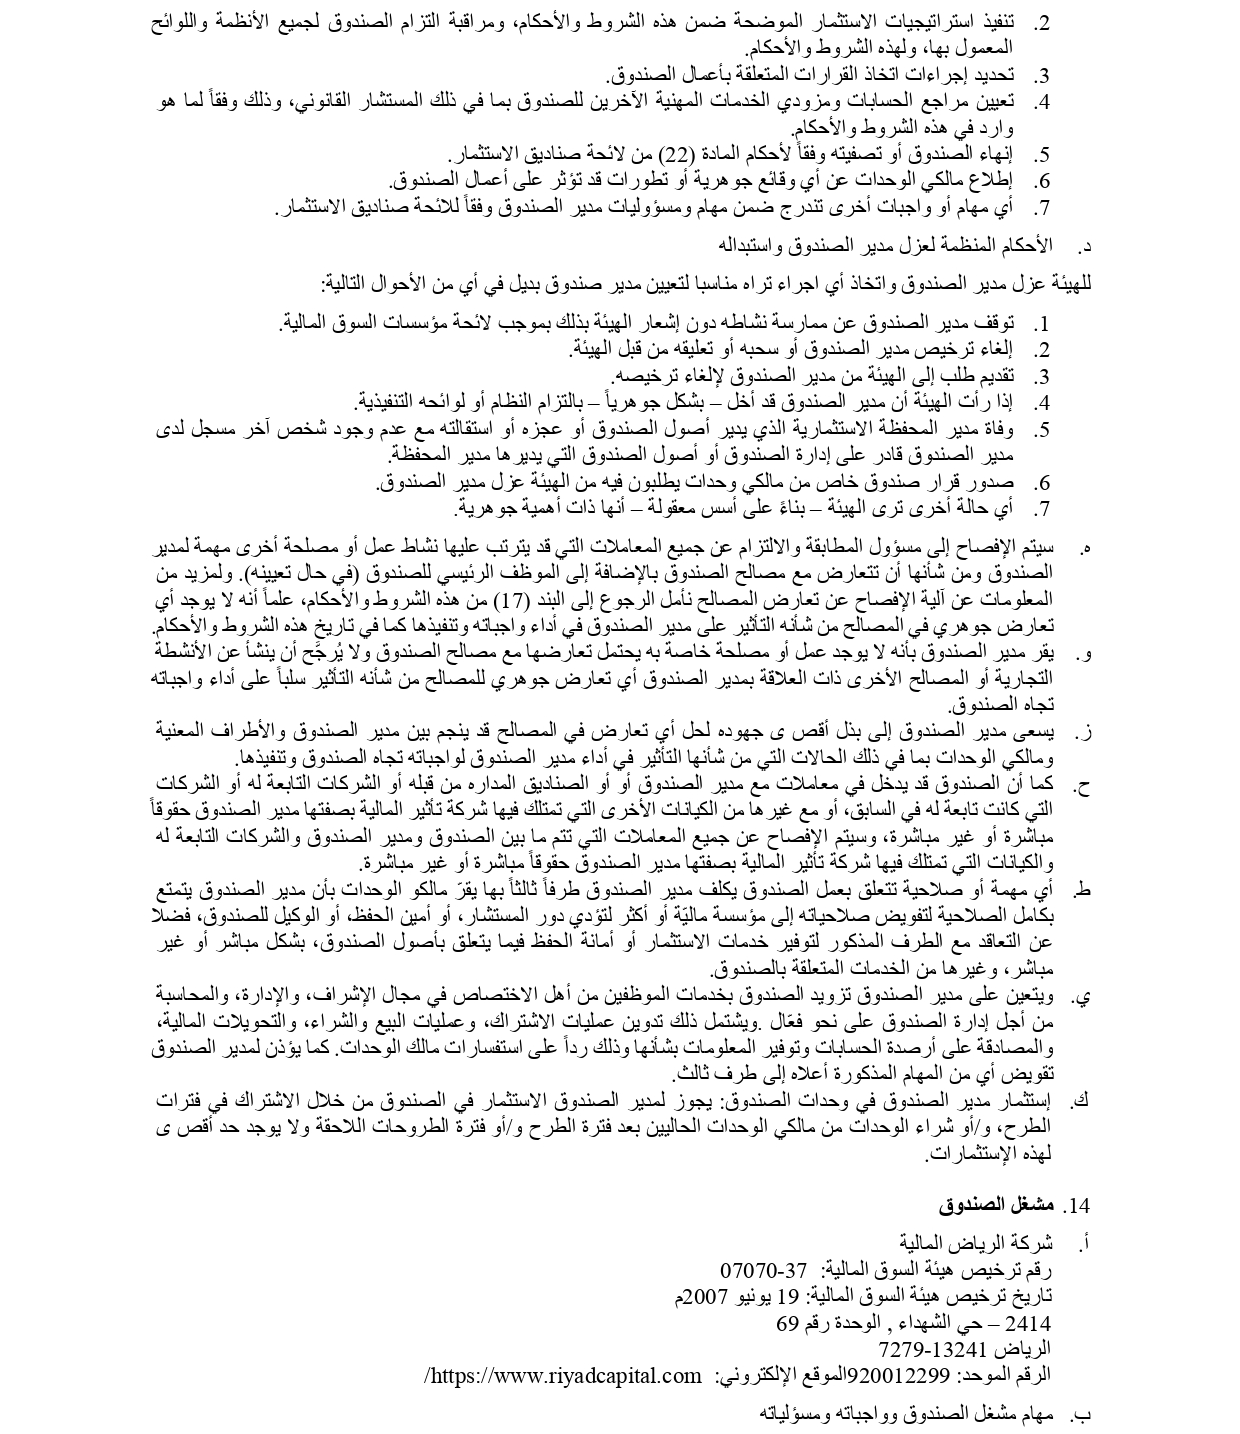 2. تنفيذ استراتيجيات الاستثمار الموضحة ضمن هذه الشروط والأحكام، ومراقبة التزام الصندوق لجميع الأنظمة واللوائح
المعمول بها، ولهذه الشروط والأحكام.
3. تحديد إجراءات اتخاذ القرارات المتعلقة بأعمال الصندوق.
4. تعيين مراجع الحسابات ومزودي الخدمات المهنية الآخرين للصندوق بما في ذلك المستشار القانوني، وذلك وفقاً لما هو
وارد في هذه الشروط والأحكام.
5. إنهاء الصندوق أو تصفيته وفقاً لأحكام المادة (22) من لائحة صناديق الاستثمار.
6. إطلاع مالكي الوحدات عن أي وقائع جوهرية أو تطورات قد تؤثر على أعمال الصندوق.
7. أي مهام أو واجبات أخرى تندرج ضمن مهام ومسؤوليات مدير الصندوق وفقاً للائحة صناديق الاستثمار.
د. الأحكام المنظمة لعزل مدير الصندوق واستبداله
للهيئة عزل مدير الصندوق واتخاذ أي اجراء تراه مناسبا لتعيين مدير صندوق بديل في أي من الأحوال التالية:
1. توقف مدير الصندوق عن ممارسة نشاطه دون إشعار الهيئة بذلك بموجب لائحة مؤسسات السوق المالية.
2. إلغاء ترخيص مدير الصندوق أو سحبه أو تعليقه من قبل الهيئة.
3. تقديم طلب إلى الهيئة من مدير الصندوق لإلغاء ترخيصه.
4. إذا رأت الهيئة أن مدير الصندوق قد أخل – بشكل جوهرياً – بالتزام النظام أو لوائحه التنفيذية.
5. وفاة مدير المحفظة الاستثمارية الذي يدير أصول الصندوق أو عجزه أو استقالته مع عدم وجود شخص آخر مسجل لدى
مدير الصندوق قادر على إدارة الصندوق أو أصول الصندوق التي يديرها مدير المحفظة.
6. صدور قرار صندوق خاص من مالكي وحدات يطلبون فيه من الهيئة عزل مدير الصندوق.
7. أي حالة أخرى ترى الهيئة – بناءً على أسس معقولة – أنها ذات أهمية جوهرية.
ه. سيتم الإفصاح إلى مسؤول المطابقة والالتزام عن جميع المعاملات التي قد يترتب عليها نشاط عمل أو مصلحة أخرى مهمة لمدير
الصندوق ومن شأنها أن تتعارض مع مصالح الصندوق بالإضافة إلى الموظف الرئيسي للصندوق (في حال تعيينه). ولمزيد من
المعلومات عن آلية الإفصاح عن تعارض المصالح نأمل الرجوع إلى البند (17) من هذه الشروط والأحكام، علماً أنه لا يوجد أي
تعارض جوهري في المصالح من شأنه التأثير على مدير الصندوق في أداء واجباته وتنفيذها كما في تاريخ هذه الشروط والأحكام.
و. يقر مدير الصندوق بأنه لا يوجد عمل أو مصلحة خاصة به يحتمل تعارضها مع مصالح الصندوق ولا يُرجَّح أن ينشأ عن الأنشطة
التجارية أو المصالح الأخرى ذات العلاقة بمدير الصندوق أي تعارض جوهري للمصالح من شأنه التأثير سلباً على أداء واجباته
تجاه الصندوق.
ز. يسعى مدير الصندوق إلى بذل أقص ى جهوده لحل أي تعارض في المصالح قد ينجم بين مدير الصندوق والأطراف المعنية
ومالكي الوحدات بما في ذلك الحالات التي من شأنها التأثير في أداء مدير الصندوق لواجباته تجاه الصندوق وتنفيذها.
ح. كما أن الصندوق قد يدخل في معاملات مع مدير الصندوق أو أو الصناديق المداره من قبله أو الشركات التابعة له أو الشركات
التي كانت تابعة له في السابق، أو مع غيرها من الكيانات الأخرى التي تمتلك فيها شركة تأثير المالية بصفتها مدير الصندوق حقوقاً
مباشرة أو غير مباشرة، وسيتم الإفصاح عن جميع المعاملات التي تتم ما بين الصندوق ومدير الصندوق والشركات التابعة له
والكيانات التي تمتلك فيها شركة تأثير المالية بصفتها مدير الصندوق حقوقاً مباشرة أو غير مباشرة.
ط. أي مهمة أو صلاحية تتعلق بعمل الصندوق يكلف مدير الصندوق طرفاً ثالثاً بها يقرّ مالكو الوحدات بأن مدير الصندوق يتمتع
بكامل الصلاحية لتفويض صلاحياته إلى مؤسسة ماليّة أو أكثر لتؤدي دور المستشار، أو أمين الحفظ، أو الوكيل للصندوق، فضلا
عن التعاقد مع الطرف المذكور لتوفير خدمات الاستثمار أو أمانة الحفظ فيما يتعلق بأصول الصندوق، بشكل مباشر أو غير
مباشر، وغيرها من الخدمات المتعلقة بالصندوق.
ي. ويتعين على مدير الصندوق تزويد الصندوق بخدمات الموظفين من أهل الاختصاص في مجال الإشراف، والإدارة، والمحاسبة
من أجل إدارة الصندوق على نحو فعّال .ويشتمل ذلك تدوين عمليات الاشتراك، وعمليات البيع والشراء، والتحويلات المالية،
والمصادقة على أرصدة الحسابات وتوفير المعلومات بشأنها وذلك رداً على استفسارات مالك الوحدات. كما يؤذن لمدير الصندوق
تقويض أي من المهام المذكورة أعلاه إلى طرف ثالث.
ك. إستثمار مدير الصندوق في وحدات الصندوق: يجوز لمدير الصندوق الاستثمار في الصندوق من خلال الاشتراك في فترات
الطرح، و/أو شراء الوحدات من مالكي الوحدات الحاليين بعد فترة الطرح و/أو فترة الطروحات اللاحقة ولا يوجد حد أقص ى
لهذه الإستثمارات.
14. مشغل الصندوق
أ. شركة الرياض المالية
رقم ترخيص هيئة السوق المالية: 37-07070
تاريخ ترخيص هيئة السوق المالية: 19 يونيو 2007م
2414 – حي الشهداء , الوحدة رقم 69
الرياض 13241-7279
الرقم الموحد: 920012299الموقع الإلكتروني: https://www.riyadcapital.com/
ب. مهام مشغل الصندوق وواجباته ومسؤلياته